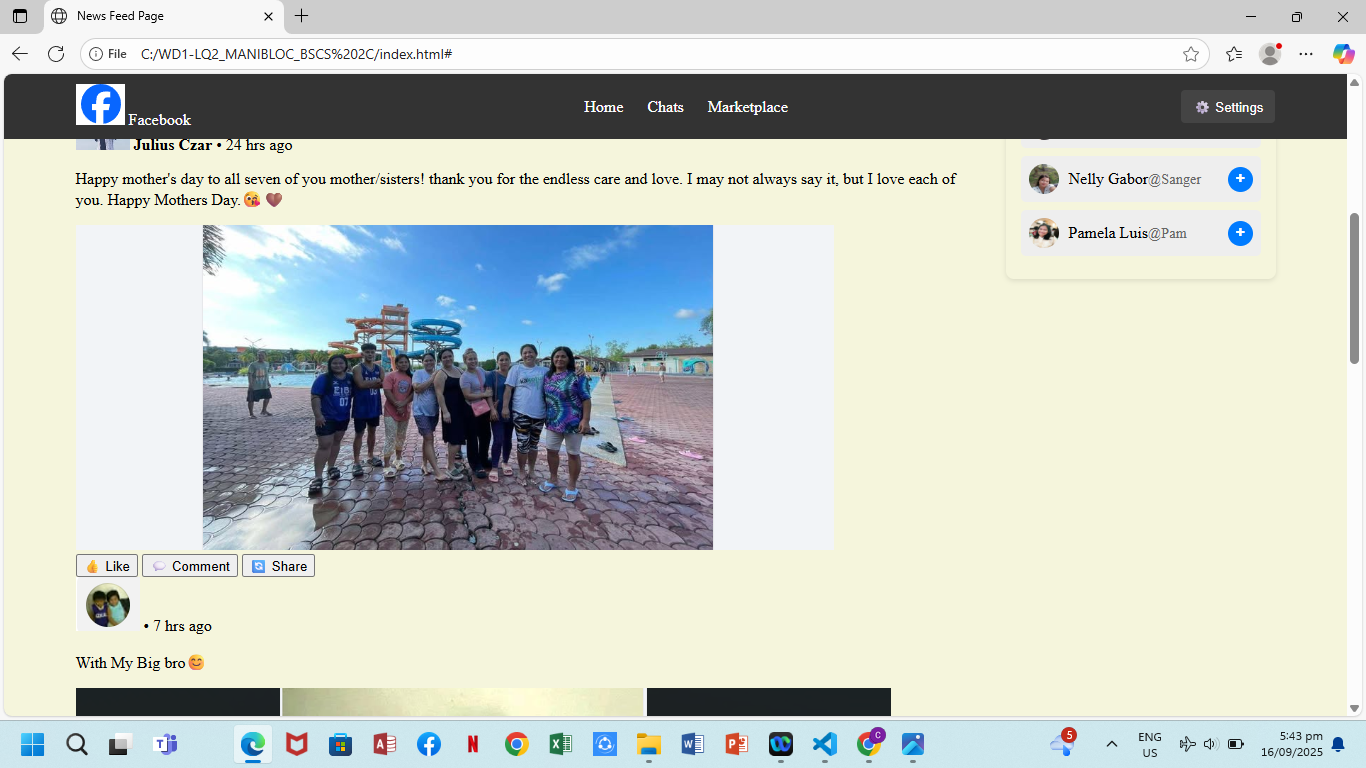 News Feed Page
File C:/WD1-LQ2_MANIBLOC_BSCS%202C/index.html#
Facebook
Home Chats Marketplace
Settings
Julius Czar • 24 hrs ago
Happy mother's day to all seven of you mother/sisters! thank you for the endless care and love. I may not always say it, but I love each of
you. Happy Mothers Day.😘 💔
Nelly Gabor@Sanger +
Pamela Luis@Pam +
👍 Like 💬 Comment 🔄 Share
• 7 hrs ago
With My Big bro😊
5
ENG
US
5:43 pm
16/09/2025